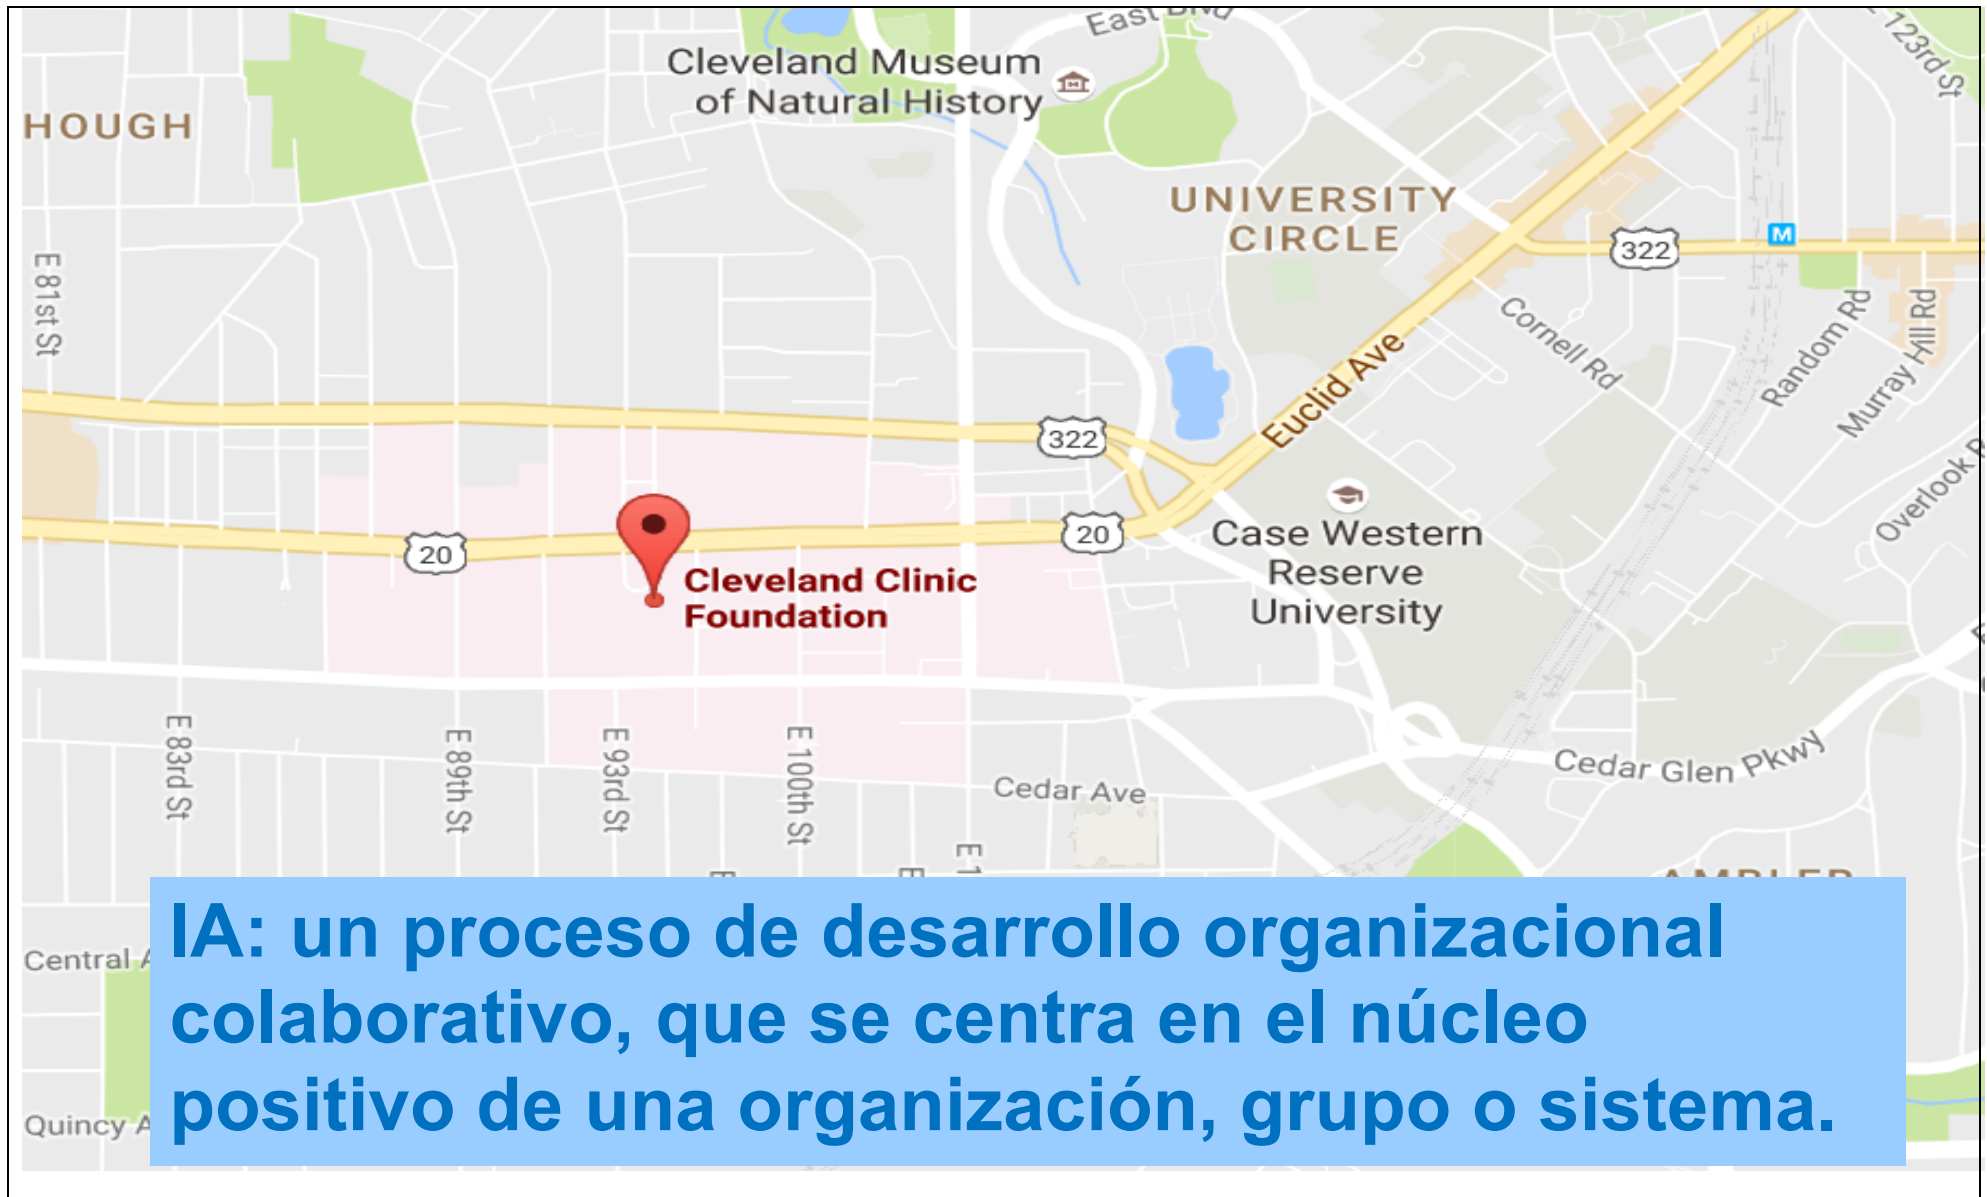 East Blvd
E 123rd St
Cleveland Museum
of Natural History
HOUGH
UNIVERSITY
CIRCLE
322
M
E 81st St
Cornell Rd
Random Rd
Murray Hill Rd
Euclid Ave
322
Overlook
20
20
Case Western
Reserve
University
Cleveland Clinic
Foundation
E 83rd St
E 89th St
E 93rd St
E 100th St
Cedar Glen Pkwy
Cedar Ave
AMBLER
Central A
Quincy A
IA: un proceso de desarrollo organizacional
colaborativo, que se centra en el núcleo
positivo de una organización, grupo o sistema.